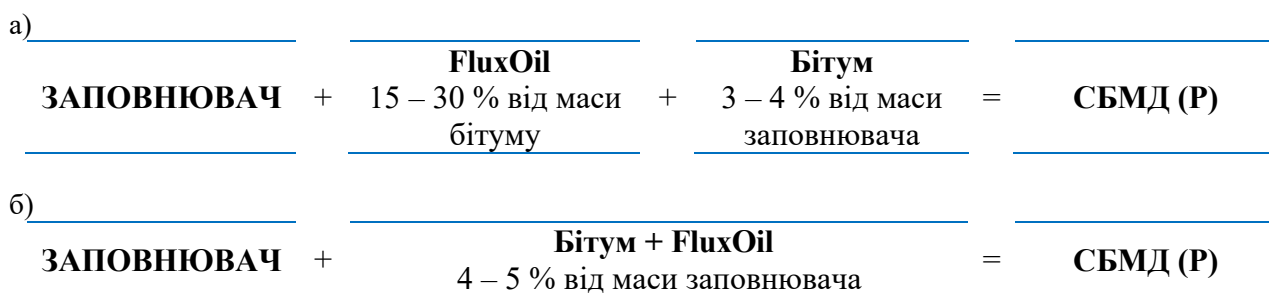 а)
FluxOil Бітум
ЗАПОВНЮВАЧ + 15 – 30 % від маси + 3 – 4 % від маси = СБМД (Р)
бітуму заповнювача
б)
Бітум + FluxOil
ЗАПОВНЮВАЧ + = СБМД (Р)
4 – 5 % від маси заповнювача